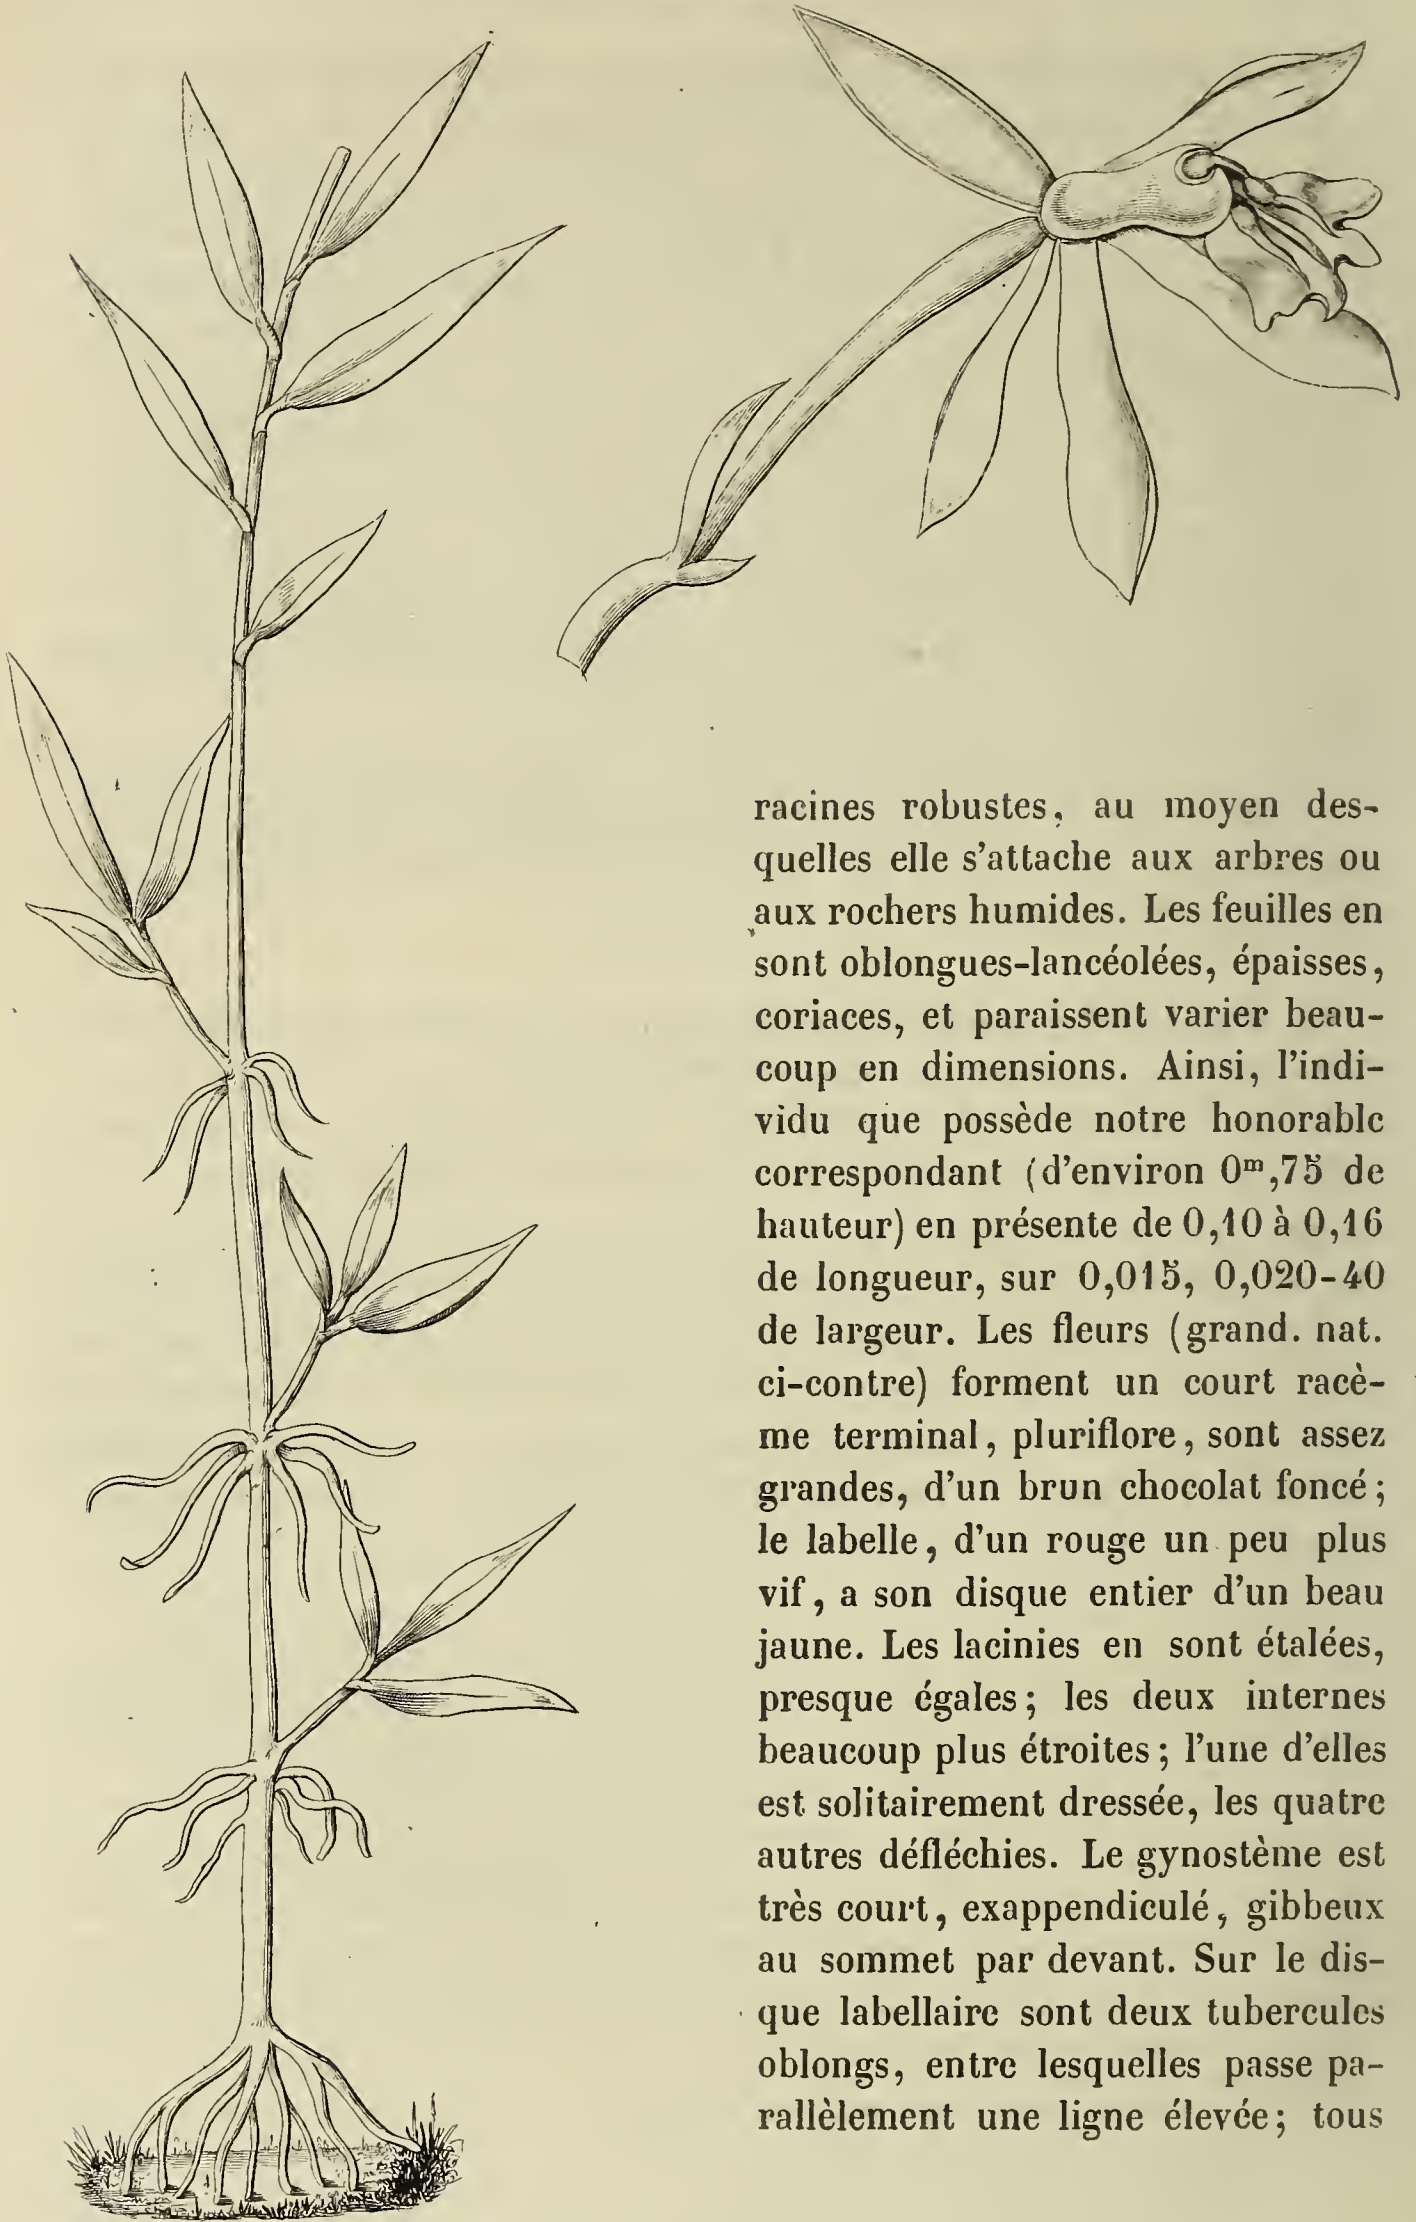 racines robustes, au moyen des-
quelles elle s'attache aux arbres ou
aux rochers humides. Les feuilles en
sont oblongues-lancéolées, épaisses,
coriaces, et paraissent varier beau-
coup en dimensions. Ainsi, l'indi-
vidu que possède notre honorable
correspondant (d'environ 0ᵐ,75 de
hauteur) en présente de 0,10 à 0,16
de longueur, sur 0,015, 0,020-40
de largeur. Les fleurs (grand. nat.
ci-contre) forment un court racè-
me terminal, pluriflore, sont assez
grandes, d'un brun chocolat foncé;
le labelle, d'un rouge un peu plus
vif, a son disque entier d'un beau
jaune. Les lacinies en sont étalées,
presque égales; les deux internes
beaucoup plus étroites; l'une d'elles
est solitairement dressée, les quatre
autres défléchies. Le gynostème est
très court, exappendiculé, gibbeux
au sommet par devant. Sur le dis-
que labellaire sont deux tubercules
oblongs, entre lesquelles passe pa-
rallèlement une ligne élevée; tous